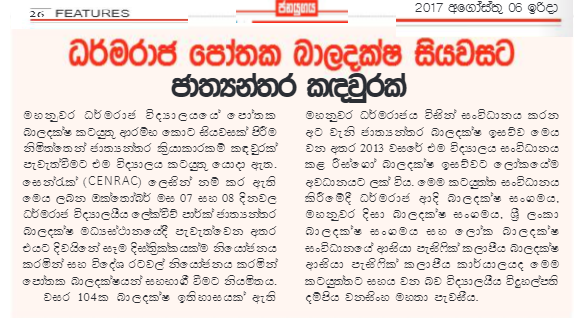 26 FEATURES
ජනයුගය
2017 අගෝස්තු 06 ඉරිදා
ධර්මරාජ පෝතක බාලදක්ෂ සියවසට
ජාත්‍යන්තර කඳවුරක්
මහනුවර ධර්මරාජ විද්‍යාලයයේ පෝතක
බාලදක්ෂ කටයුතු ආරම්භ කොට සියවසක් පිරීම
නිමිත්තෙන් ජාත්‍යන්තර ක්‍රියාකාරකම් කඳවුරක්
පැවැත්වීමට එම විද්‍යාලය කටයුතු යොදා ඇත.
සෙන්රැක් (CENRAC) ලෙසින් නම් කර ඇති
මෙය ලබන ඔක්තෝබර් මස 07 සහ 08 දිනවල
ධර්මරාජ විද්‍යාලයීය ලේක්විව් පාර්ක් ජාත්‍යන්තර
බාලදක්ෂ මධ්‍යස්ථානයේදී පැවැත්වෙන අතර
එයට දිවයිනේ සෑම දිස්ත්‍රික්කයක්ම නියෝජනය
කරමින් සහ විදේශ රටවල් නියෝජනය කරමින්
පෝතක බාලදක්ෂයන් සහභාගී වීමට නියමිතය.
වසර 104ක බාලදක්ෂ ඉතිහාසයක් ඇති
මහනුවර ධර්මරාජය විසින් සංවිධානය කරන
අට වැනි ජාත්‍යන්තර බාලදක්ෂ ඉසව්ව මෙය
වන අතර 2013 වසරේ එම විද්‍යාලය සංවිධානය
කළ රිස්ගෝ බාලදක්ෂ ඉසව්වට ලෝකයේම
අවධානයට ලක් විය. මෙම කටයුත්ත සංවිධානය
කිරීමේදී ධර්මරාජ ආදි බාලදක්ෂ සංගමය,
මහනුවර දිසා බාලදක්ෂ සංගමය, ශ්‍රී ලංකා
බාලදක්ෂ සංගමය සහ ලෝක බාලදක්ෂ
සංවිධානයේ ආසියා පැසිෆික් කලාපීය බාලදක්ෂ
ආසියා පැසිෆික් කලාපීය කාර්යාලයද මෙම
කටයුත්තට සහය වන බව විද්‍යාලයීය විදුහල්පති
දම්පිය වනසිංහ මහතා පැවසීය.